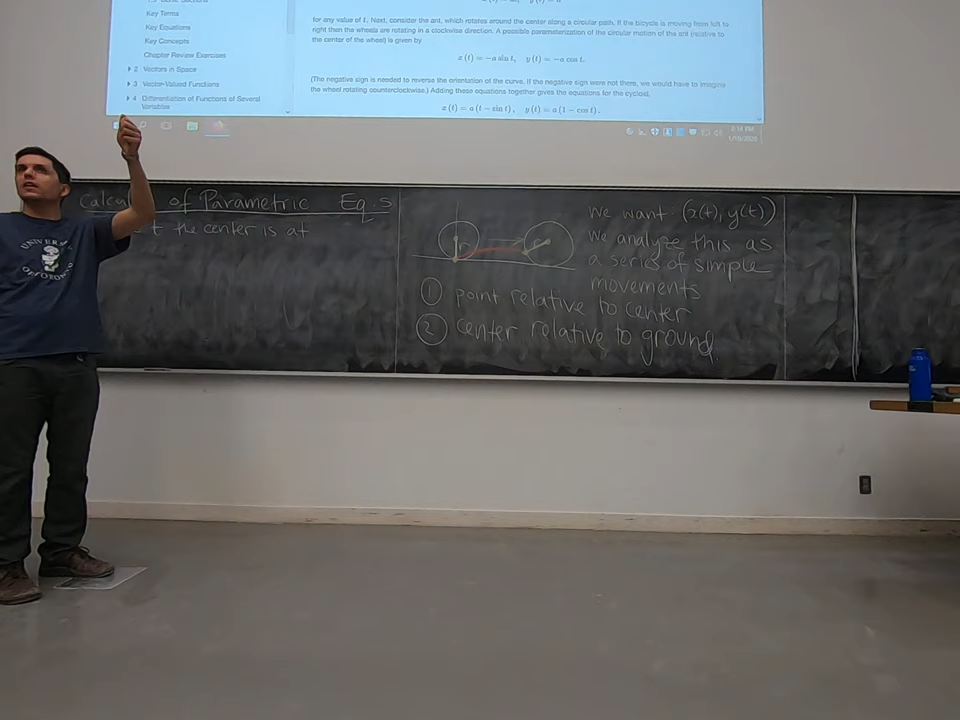 Key Terms
Key Equations
Key Concepts
Chapter Review Exercises
2 Vectors in Space
3 Vector-Valued Functions
4 Differentiation of Functions of Several
Variables
for any value of t. Next, consider the ant, which rotates around the center along a circular path. If the bicycle is moving from left to
right then the wheels are rotating in a clockwise direction. A possible parameterization of the circular motion of the ant (relative to
the center of the wheel) is given by
x(t) = −a sin t, y(t) = −a cos t.
(The negative sign is needed to reverse the orientation of the curve. If the negative sign were not there, we would have to imagine
the wheel rotating counterclockwise.) Adding these equations together gives the equations for the cycloid.
x(t) = a(t − sin t), y(t) = a(1 − cos t).
Calcu of Parametric Eq.s
t the center is at
r
we want (x(t), y(t))
we analyze this as
a series of simple
movements
① point relative to center
② center relative to ground
UNIVERS
OF TORONTO